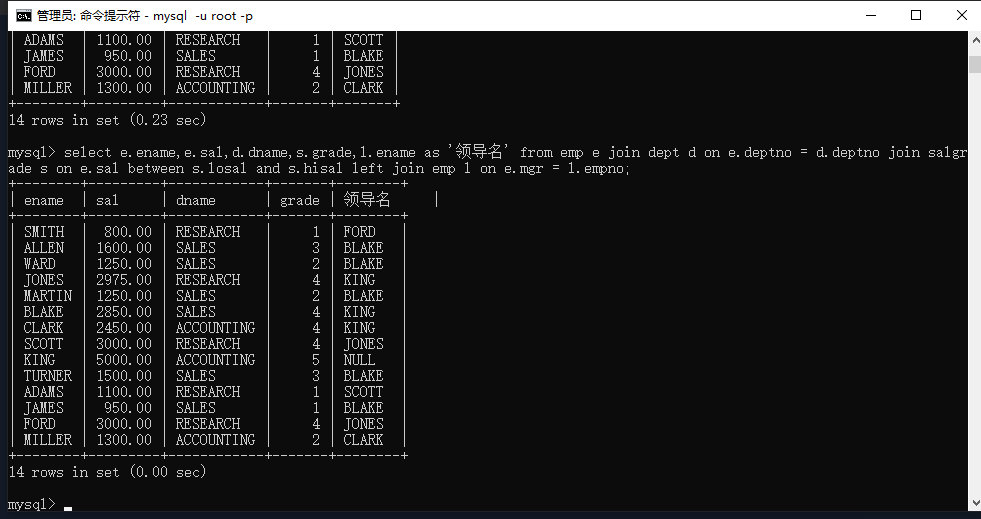 管理员: 命令提示符 - mysql  -u root -p
| ADAMS  | 1100.00 | RESEARCH   |     1 | SCOTT |
| JAMES  |  950.00 | SALES      |     1 | BLAKE |
| FORD   | 3000.00 | RESEARCH   |     4 | JONES |
| MILLER | 1300.00 | ACCOUNTING |     2 | CLARK |
+--------+---------+------------+-------+-------+
14 rows in set (0.23 sec)
mysql> select e.ename,e.sal,d.dname,s.grade,l.ename as '领导名' from emp e join dept d on e.deptno = d.deptno join salgr
ade s on e.sal between s.losal and s.hisal left join emp l on e.mgr = l.empno;
+--------+---------+------------+-------+--------+
| ename  | sal     | dname      | grade | 领导名     |
+--------+---------+------------+-------+--------+
| SMITH  |  800.00 | RESEARCH   |     1 | FORD   |
| ALLEN  | 1600.00 | SALES      |     3 | BLAKE  |
| WARD   | 1250.00 | SALES      |     2 | BLAKE  |
| JONES  | 2975.00 | RESEARCH   |     4 | KING   |
| MARTIN | 1250.00 | SALES      |     2 | BLAKE  |
| BLAKE  | 2850.00 | SALES      |     4 | KING   |
| CLARK  | 2450.00 | ACCOUNTING |     4 | KING   |
| SCOTT  | 3000.00 | RESEARCH   |     4 | JONES  |
| KING   | 5000.00 | ACCOUNTING |     5 | NULL   |
| TURNER | 1500.00 | SALES      |     3 | BLAKE  |
| ADAMS  | 1100.00 | RESEARCH   |     1 | SCOTT  |
| JAMES  |  950.00 | SALES      |     1 | BLAKE  |
| FORD   | 3000.00 | RESEARCH   |     4 | JONES  |
| MILLER | 1300.00 | ACCOUNTING |     2 | CLARK  |
+--------+---------+------------+-------+--------+
14 rows in set (0.00 sec)
mysql>